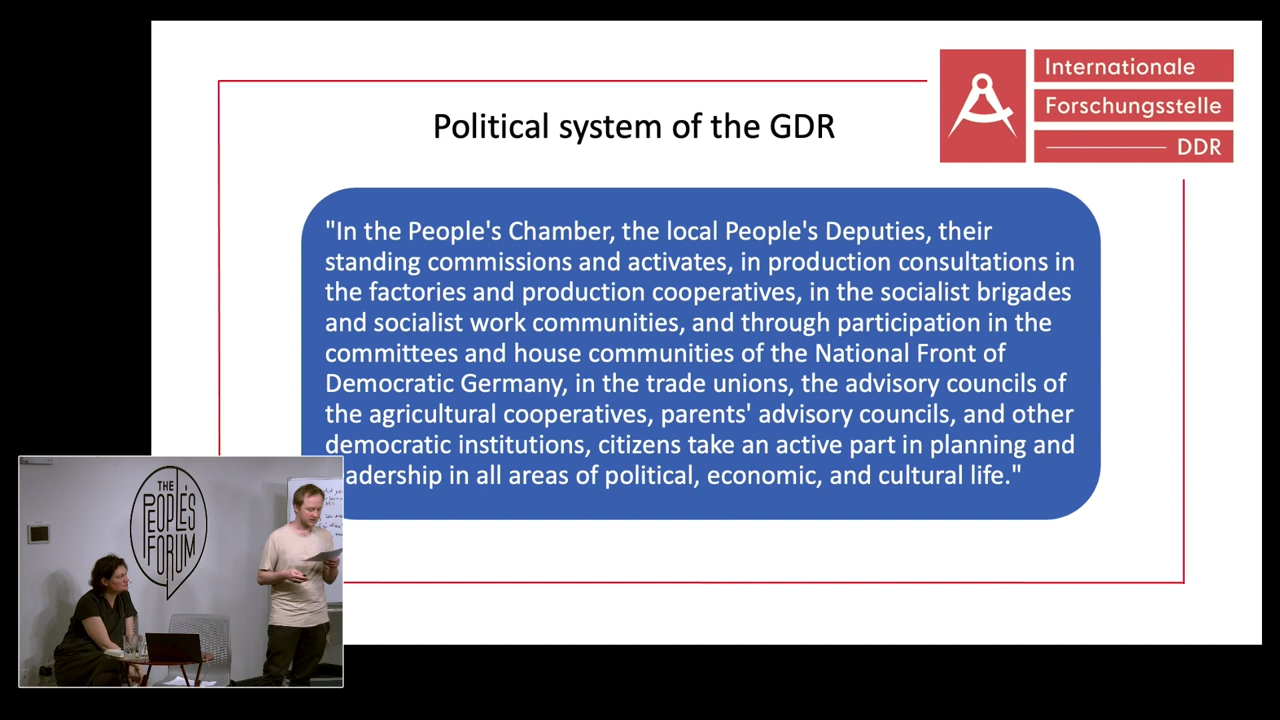 Political system of the GDR
Internationale
Forschungsstelle
DDR
"In the People's Chamber, the local People's Deputies, their
standing commissions and activates, in production consultations in
the factories and production cooperatives, in the socialist brigades
and socialist work communities, and through participation in the
committees and house communities of the National Front of
Democratic Germany, in the trade unions, the advisory councils of
the agricultural cooperatives, parents' advisory councils, and other
democratic institutions, citizens take an active part in planning and
adership in all areas of political, economic, and cultural life."
THE
PEOPLE'S
FORUM